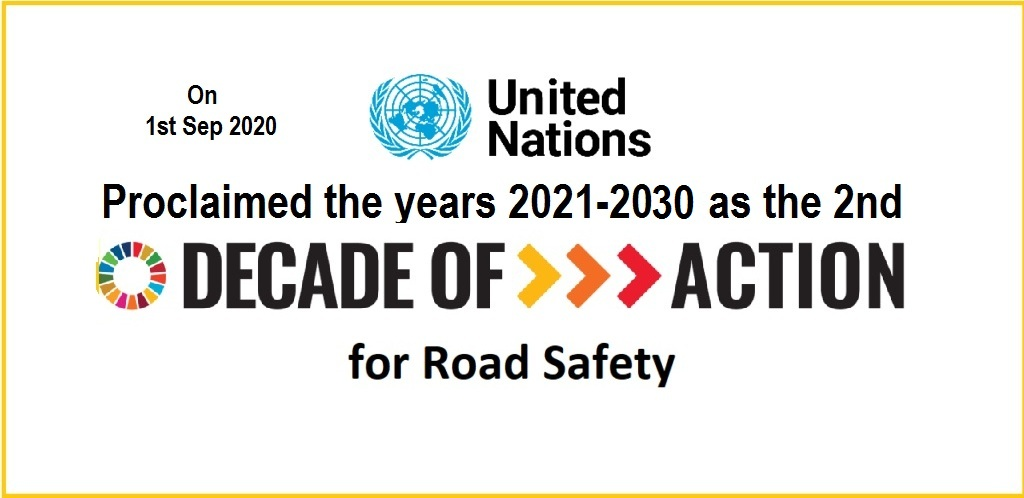 On
1st Sep 2020
United
Nations
Proclaimed the years 2021-2030 as the 2nd
DECADE OF ACTION
for Road Safety